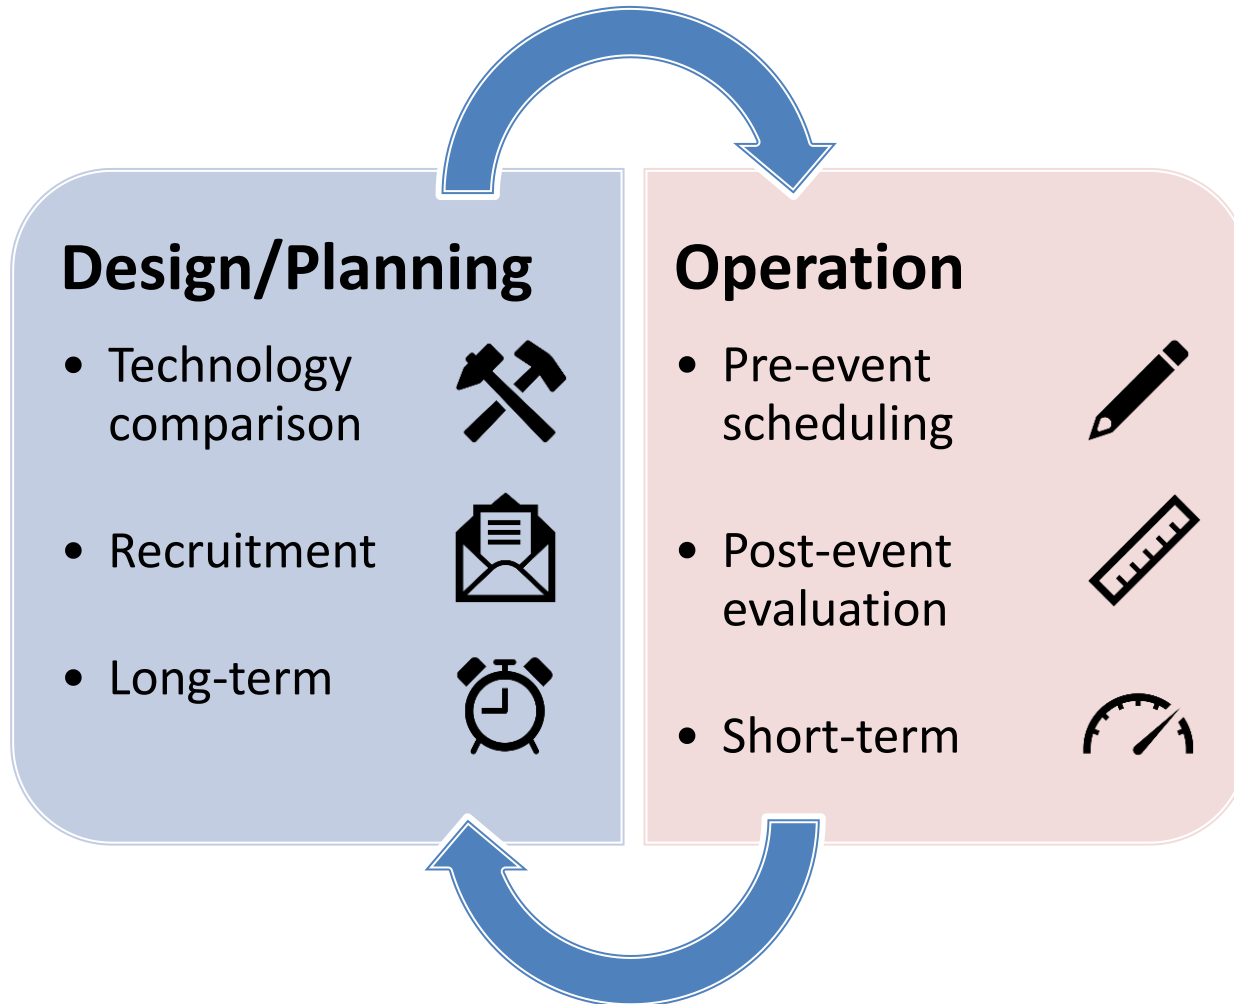 Design/Planning
• Technology
comparison
• Recruitment
• Long-term
Operation
• Pre-event
scheduling
• Post-event
evaluation
• Short-term